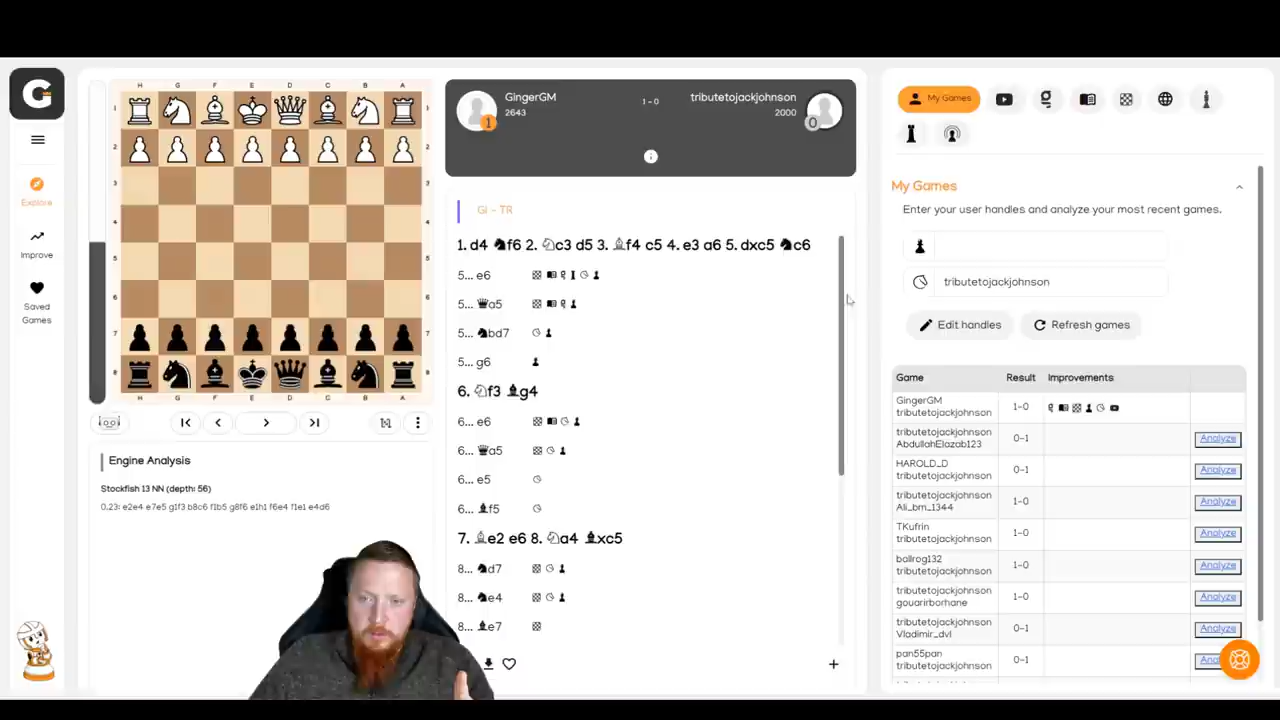 G
Explore
Improve
Saved
Games
H G F E D C B A
1
2
3
4
5
6
7
8
H G F E D C B A
Engine Analysis
Stockfish 13 NN (depth: 56)
0.23: e2e4 e7e5 g1f3 b8c6 f1b5 g8f6 e1h1 f6e4 f1e1 e4d6
GingerGM
2643
1
1 - 0
tributetojackjohnson
2000
0
Gi - TR
1. d4 ♞f6 2. ♘c3 d5 3. ♗f4 c5 4. e3 a6 5. dxc5 ♞c6
5... e6
5... ♛a5
5... ♞bd7
5... g6
6. ♘f3 ♝g4
6... e6
6... ♛a5
6... e5
6... ♝f5
7. ♗e2 e6 8. ♘a4 ♝xc5
8... ♞d7
8... ♞e4
8... ♝e7
My Games
My Games
Enter your user handles and analyze your most recent games.
tributetojackjohnson
Edit handles
Refresh games
Game Result Improvements
GingerGM
tributetojackjohnson 1-0
tributetojackjohnson
AbdullahElazab123 0-1 Analyze
HAROLD_D
tributetojackjohnson 0-1 Analyze
tributetojackjohnson
Ali_bm_1344 1-0 Analyze
TKufrin
tributetojackjohnson 1-0 Analyze
ballrog132
tributetojackjohnson 1-0 Analyze
tributetojackjohnson
gouarirborhane 1-0 Analyze
tributetojackjohnson
Vladimir_dvl 0-1 Analyze
pan55pan
tributetojackjohnson 0-1